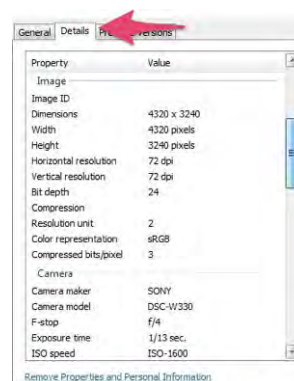 General Details Versions
Property Value
Image
Image ID
Dimensions 4320 x 3240
Width 4320 pixels
Height 3240 pixels
Horizontal resolution 72 dpi
Vertical resolution 72 dpi
Bit depth 24
Compression
Resolution unit 2
Color representation sRGB
Compressed bits/pixel 3
Camera
Camera maker SONY
Camera model DSC-W330
F-stop f/4
Exposure time 1/13 sec.
ISO speed ISO-1600
Remove Properties and Personal Information